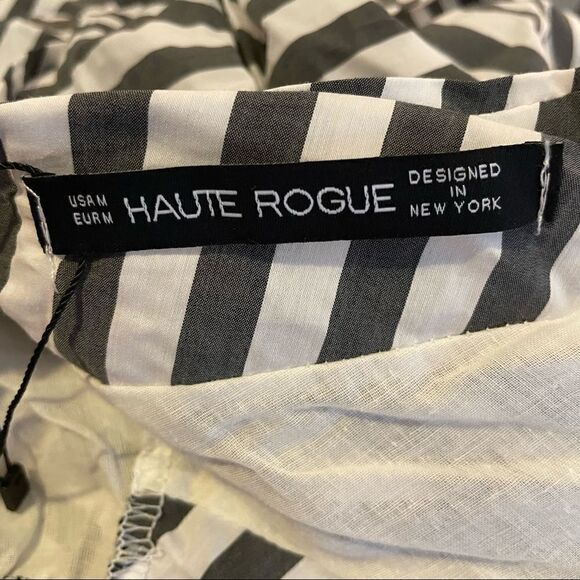 USA M
EUR M
HAUTE ROGUE
DESIGNED
IN
NEW YORK